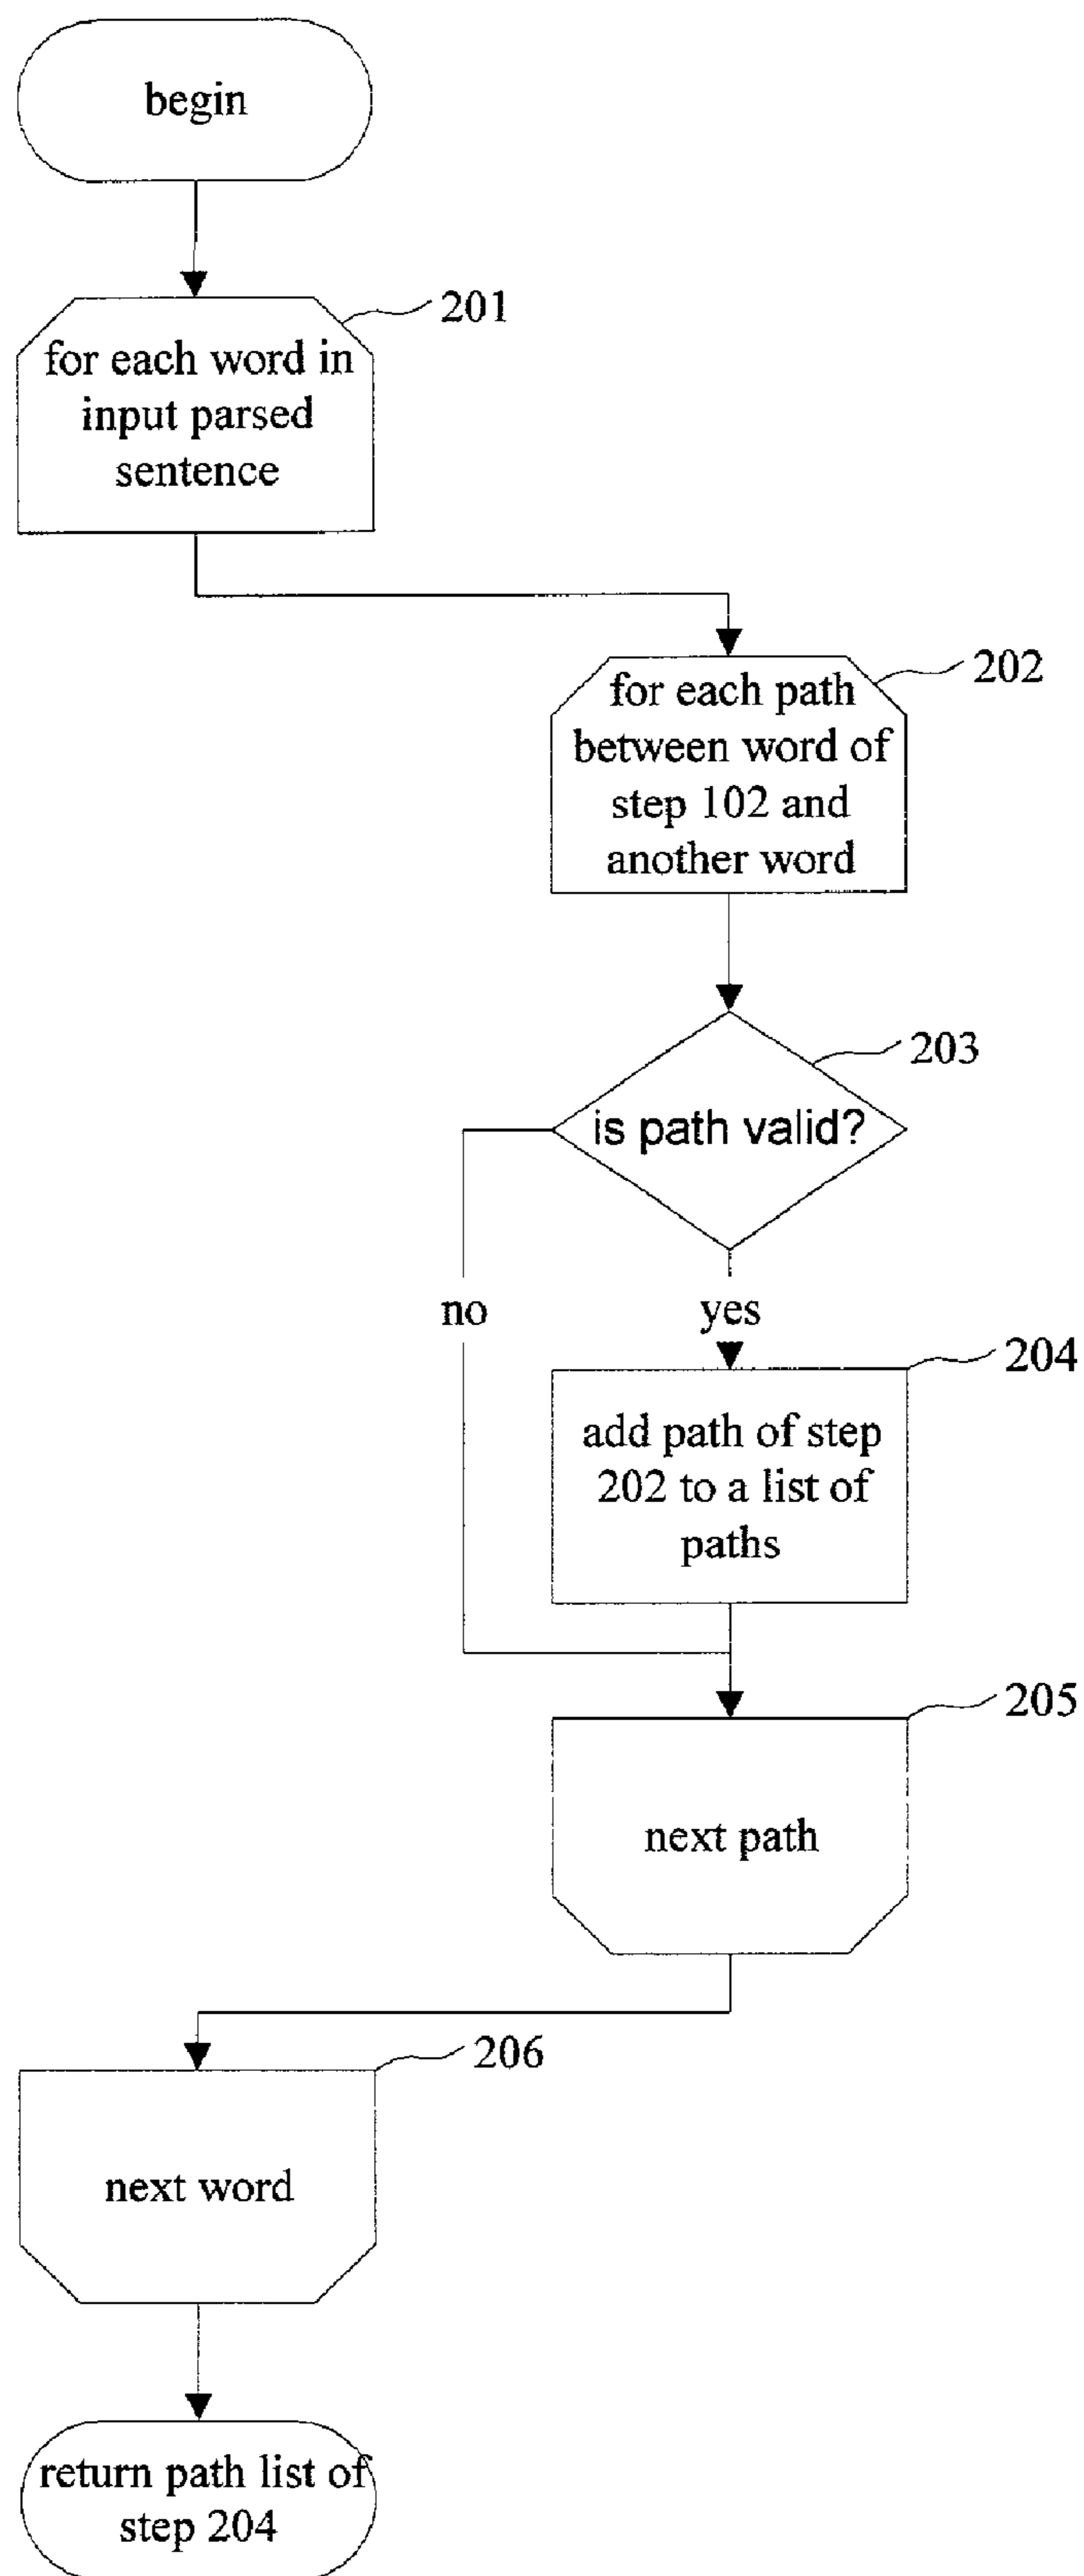 begin
201
for each word in
input parsed
sentence
202
for each path
between word of
step 102 and
another word
203
is path valid?
no
yes
204
add path of step
202 to a list of
paths
205
next path
206
next word
return path list of
step 204